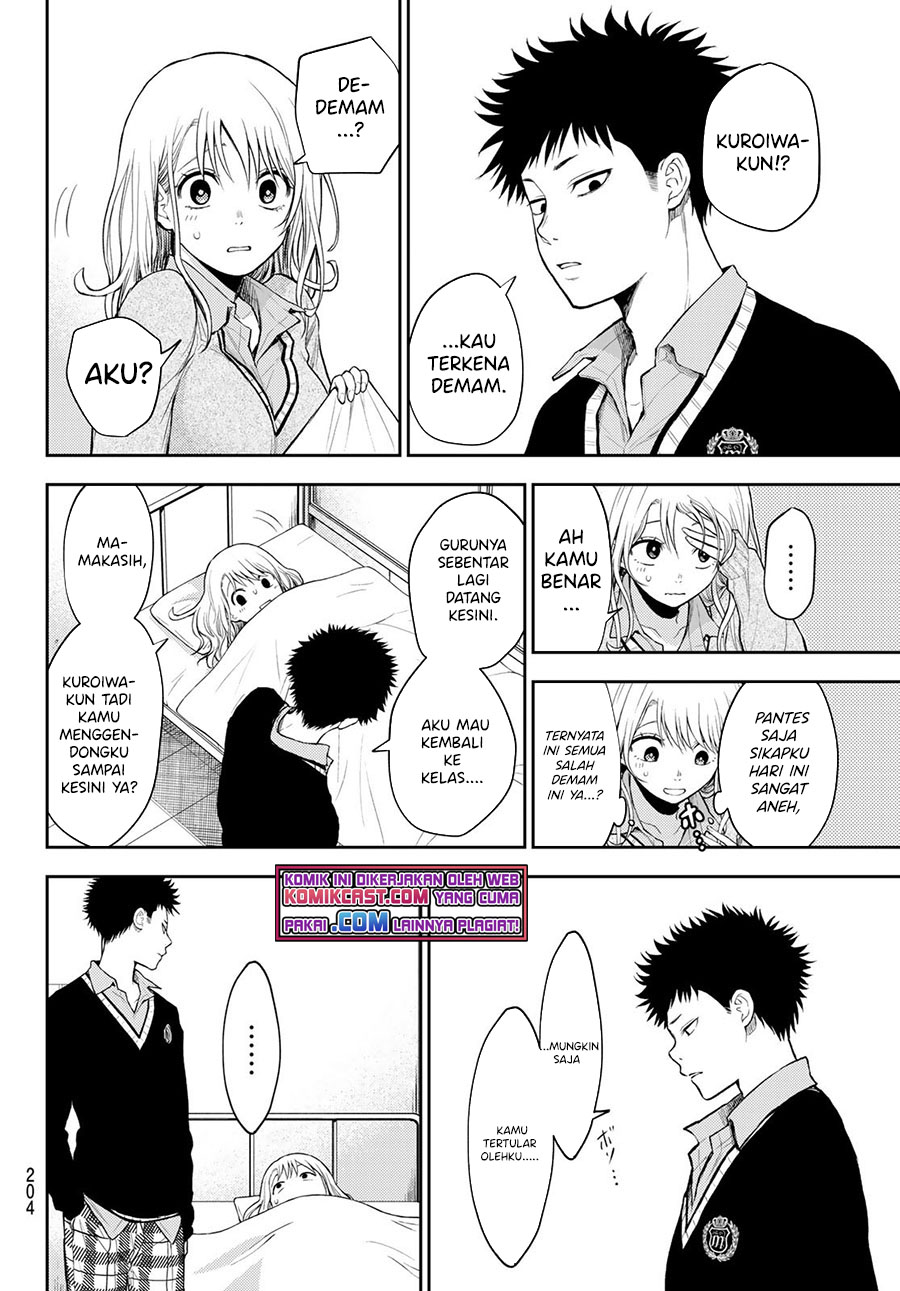 KUROIWA-
KUN!?
...KAU
TERKENA
DEMAM.
DE-
DEMAM
...?
AKU?
......
AH
KAMU
BENAR
...
PANTES
SAJA
SIKAPKU
HARI INI
SANGAT
ANEH,
TERNYATA
INI SEMUA
SALAH
DEMAM
INI YA...?
ホ...
GURUNYA
SEBENTAR
LAGI
DATANG
KESINI.
AKU MAU
KEMBALI
KE
KELAS....
MA-
MAKASIH,
KUROIWA-
KUN TADI
KAMU
MENGGEN-
DONGKU
SAMPAI
KESINI YA?
KOMIK INI DIKERJAKAN OLEH WEB
KOMIKCAST.COM YANG CUMA
PAKAI .COM LAINNYA PLAGIAT!
...MUNGKIN
SAJA
KAMU
TERTULAR
OLEHKU.....
ボソ...
m
......
204